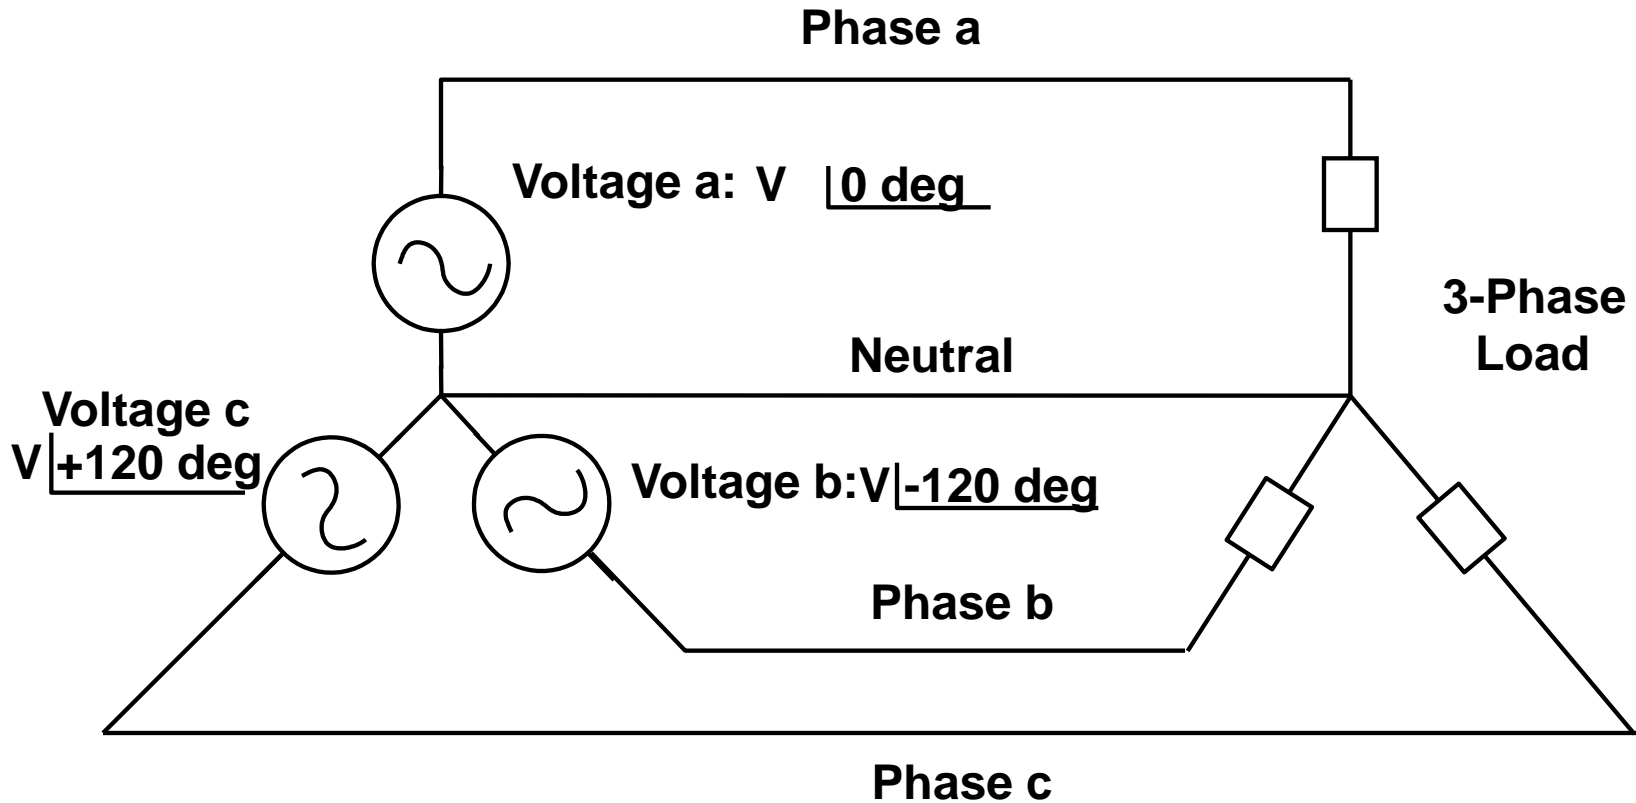 Phase a
Voltage a: V 0 deg
3-Phase
Load
Neutral
Voltage c
V +120 deg
Voltage b:V -120 deg
Phase b
Phase c